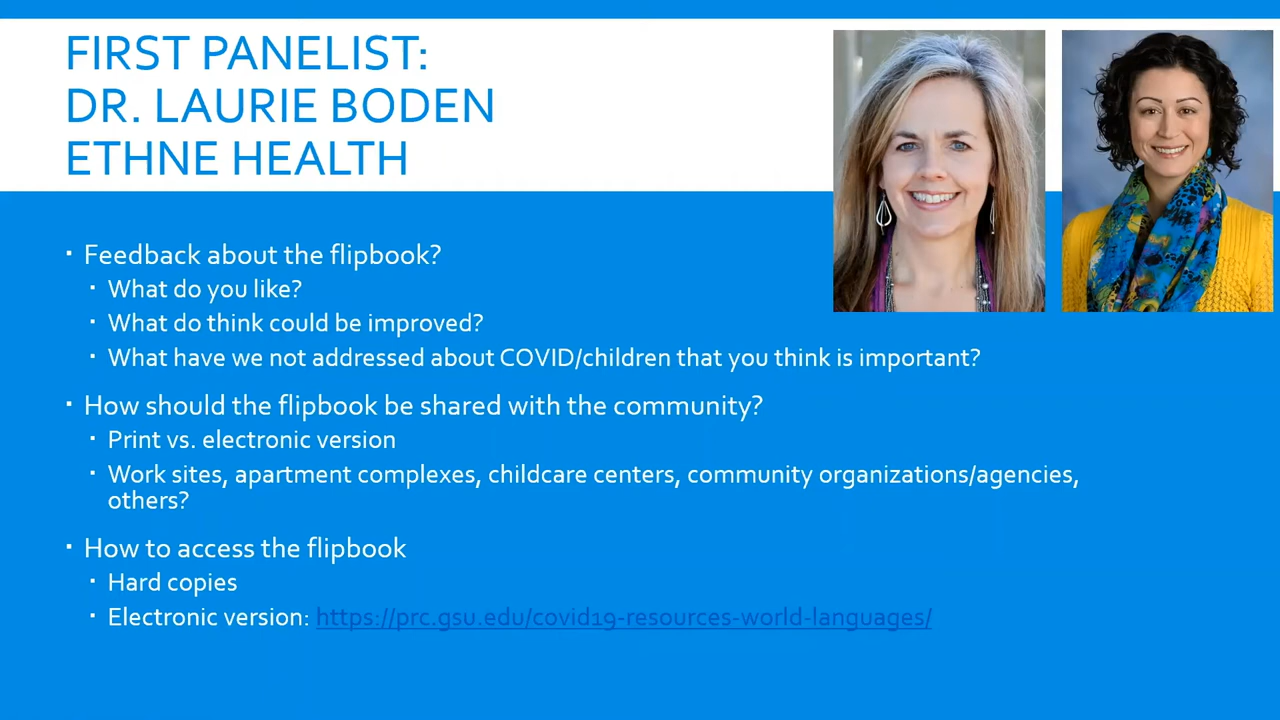 FIRST PANELIST:
DR. LAURIE BODEN
ETHNE HEALTH
▪ Feedback about the flipbook?
▪ What do you like?
▪ What do think could be improved?
▪ What have we not addressed about COVID/children that you think is important?
▪ How should the flipbook be shared with the community?
▪ Print vs. electronic version
▪ Work sites, apartment complexes, childcare centers, community organizations/agencies,
others?
▪ How to access the flipbook
▪ Hard copies
▪ Electronic version: https://prc.gsu.edu/covid19-resources-world-languages/